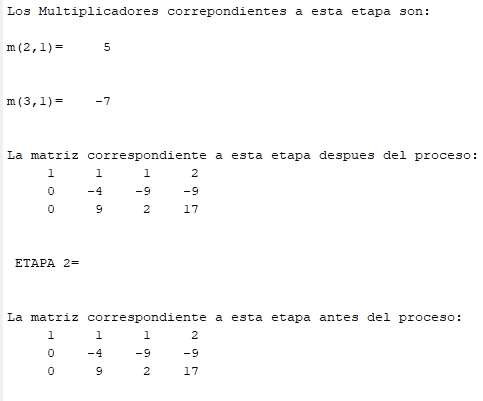 Los Multiplicadores correpondientes a esta etapa son:
m(2,1)=     5
m(3,1)=    -7
La matriz correspondiente a esta etapa despues del proceso:
1     1     1     2
0    -4    -9    -9
0     9     2    17
ETAPA 2=
La matriz correspondiente a esta etapa antes del proceso:
1     1     1     2
0    -4    -9    -9
0     9     2    17